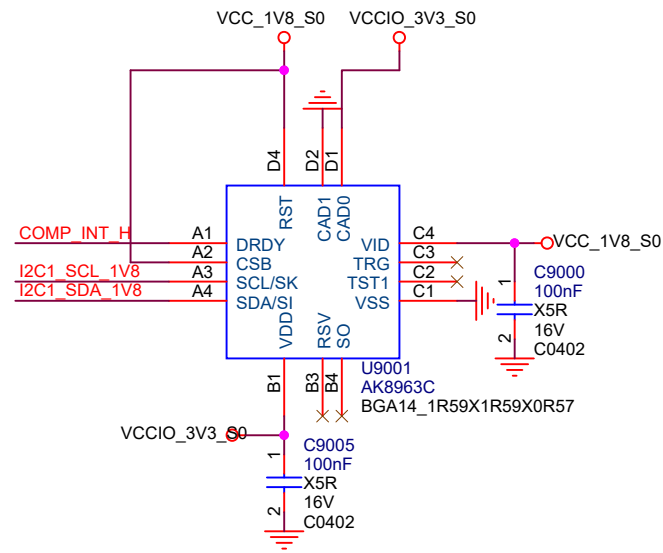 VCC_1V8_S0
VCCIO_3V3_S0
D4
D2
D1
RST
CAD1
CAD0
COMP_INT_H
A1
DRDY
VID
C4
VCC_1V8_S0
A2
CSB
TRG
C3
I2C1_SCL_1V8
A3
SCL/SK
TST1
C2
I2C1_SDA_1V8
A4
SDA/SI
VSS
C1
1
C9000
100nF
X5R
16V
C0402
2
VDD
RSV
SO
B1
B3
B4
U9001
AK8963C
BGA14_1R59X1R59X0R57
VCCIO_3V3_S0
1
C9005
100nF
X5R
16V
C0402
2